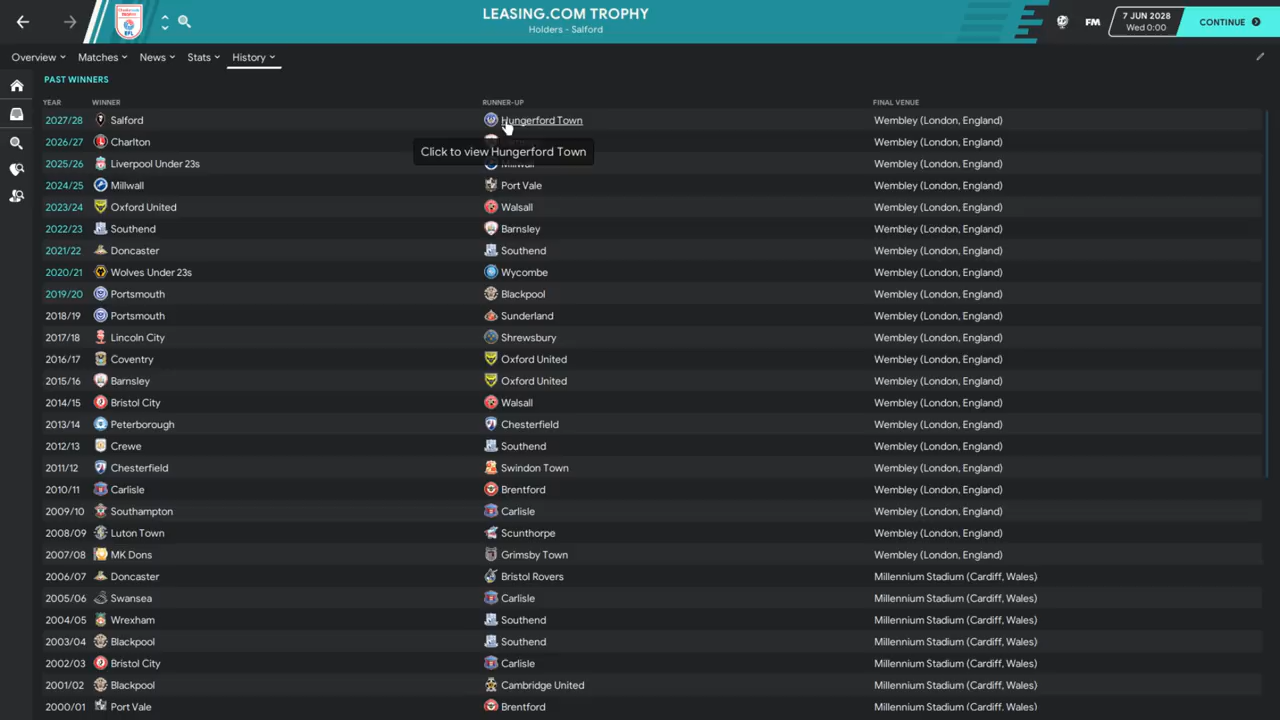 LEASING.COM TROPHY
Holders - Salford
FM
7 JUN 2028
Wed 0:00
CONTINUE
Overview Matches News Stats History
PAST WINNERS
YEAR WINNER RUNNER-UP FINAL VENUE
2027/28 Salford Hungerford Town Wembley (London, England)
2026/27 Charlton Wembley (London, England)
Click to view Hungerford Town
2025/26 Liverpool Under 23s Millwall Wembley (London, England)
2024/25 Millwall Port Vale Wembley (London, England)
2023/24 Oxford United Walsall Wembley (London, England)
2022/23 Southend Barnsley Wembley (London, England)
2021/22 Doncaster Southend Wembley (London, England)
2020/21 Wolves Under 23s Wycombe Wembley (London, England)
2019/20 Portsmouth Blackpool Wembley (London, England)
2018/19 Portsmouth Sunderland Wembley (London, England)
2017/18 Lincoln City Shrewsbury Wembley (London, England)
2016/17 Coventry Oxford United Wembley (London, England)
2015/16 Barnsley Oxford United Wembley (London, England)
2014/15 Bristol City Walsall Wembley (London, England)
2013/14 Peterborough Chesterfield Wembley (London, England)
2012/13 Crewe Southend Wembley (London, England)
2011/12 Chesterfield Swindon Town Wembley (London, England)
2010/11 Carlisle Brentford Wembley (London, England)
2009/10 Southampton Carlisle Wembley (London, England)
2008/09 Luton Town Scunthorpe Wembley (London, England)
2007/08 MK Dons Grimsby Town Wembley (London, England)
2006/07 Doncaster Bristol Rovers Millennium Stadium (Cardiff, Wales)
2005/06 Swansea Carlisle Millennium Stadium (Cardiff, Wales)
2004/05 Wrexham Southend Millennium Stadium (Cardiff, Wales)
2003/04 Blackpool Southend Millennium Stadium (Cardiff, Wales)
2002/03 Bristol City Carlisle Millennium Stadium (Cardiff, Wales)
2001/02 Blackpool Cambridge United Millennium Stadium (Cardiff, Wales)
2000/01 Port Vale Brentford Millennium Stadium (Cardiff, Wales)